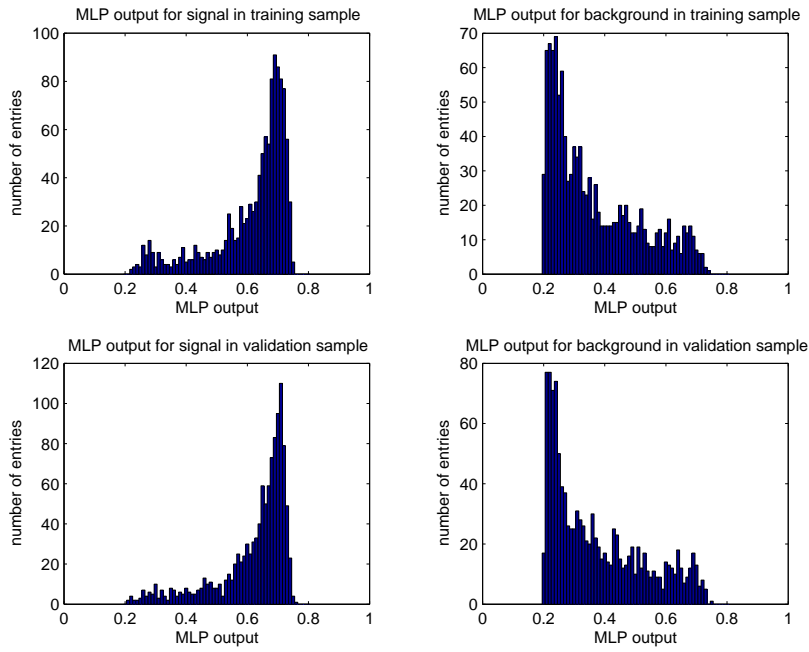 MLP output for signal in training sample
number of entries
100
80
60
40
20
0
0 0.2 0.4 0.6 0.8 1
MLP output
MLP output for background in training sample
number of entries
70
60
50
40
30
20
10
0
0 0.2 0.4 0.6 0.8 1
MLP output
MLP output for signal in validation sample
number of entries
120
100
80
60
40
20
0
0 0.2 0.4 0.6 0.8 1
MLP output
MLP output for background in validation sample
number of entries
80
60
40
20
0
0 0.2 0.4 0.6 0.8 1
MLP output